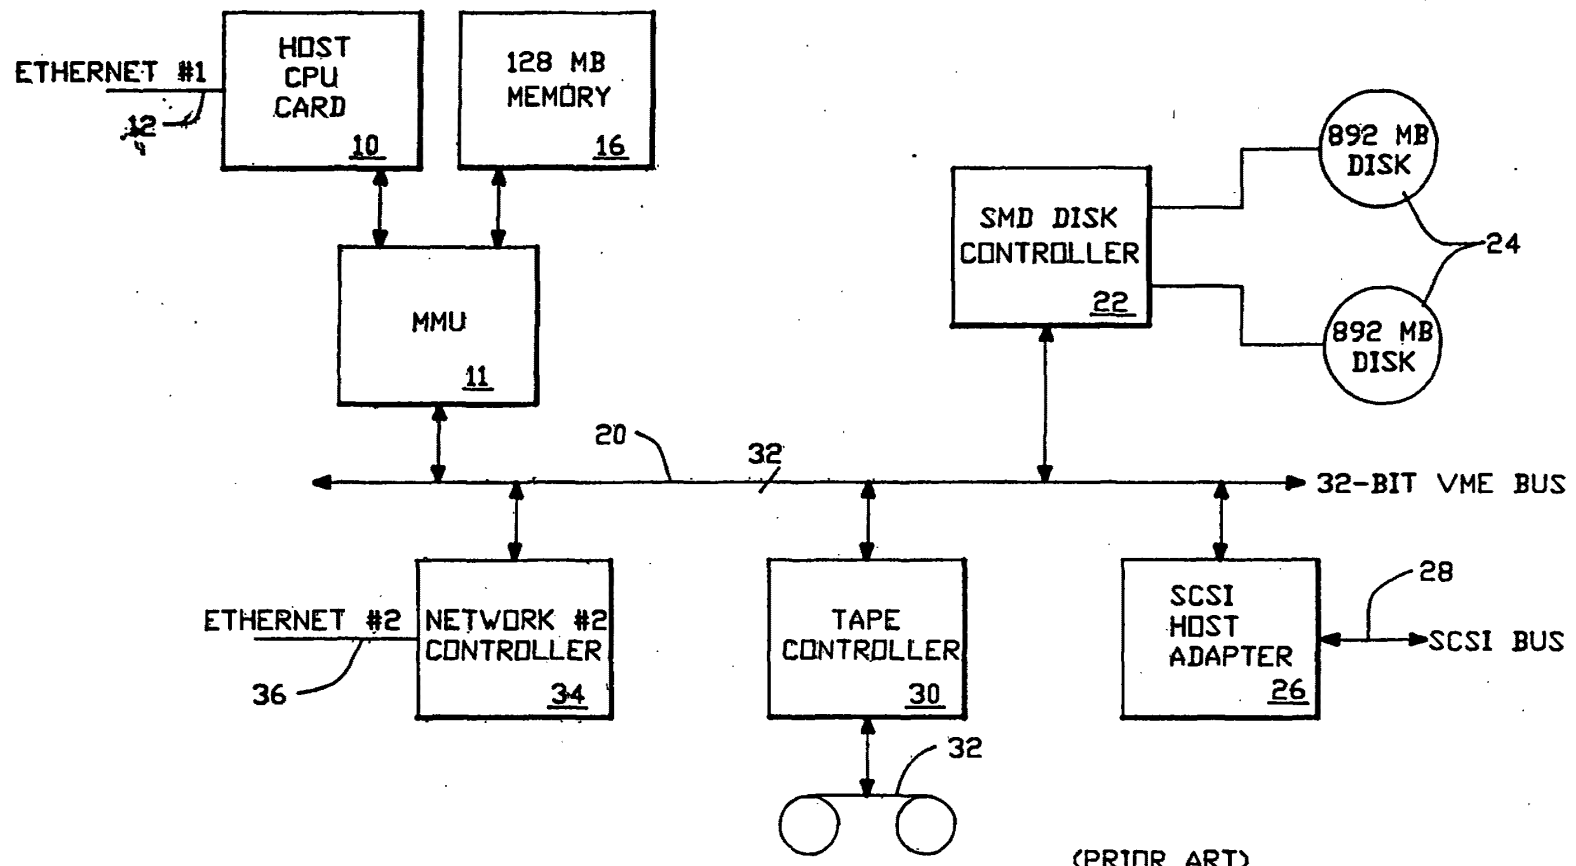 HOST
CPU
CARD
10
128 MB
MEMORY
16
ETHERNET #1
12
892 MB
DISK
SMD DISK
CONTROLLER
22
24
892 MB
DISK
MMU
11
20
32
32-BIT VME BUS
ETHERNET #2
36
NETWORK #2
CONTROLLER
34
TAPE
CONTROLLER
30
SCSI
HOST
ADAPTER
26
28
SCSI BUS
32
(PRIOR ART)